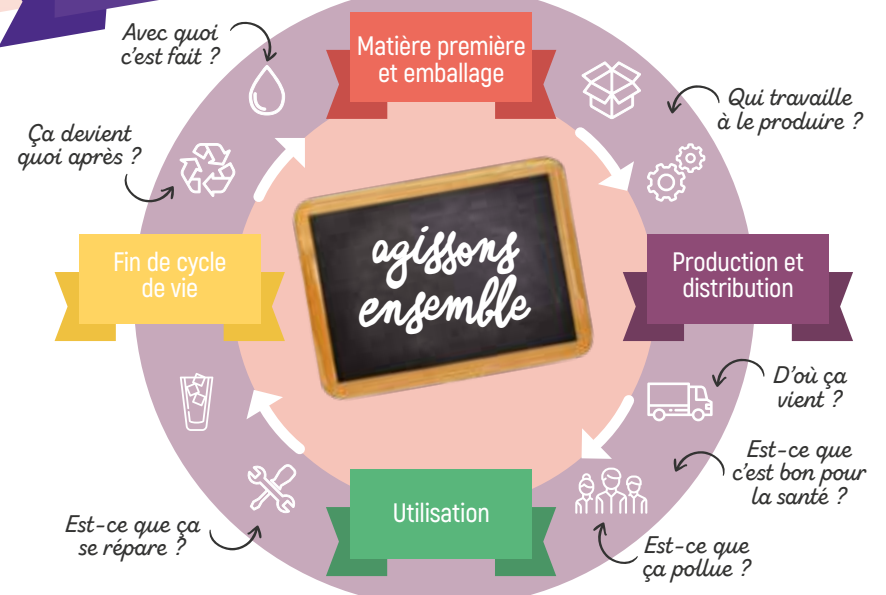 Avec quoi
c'est fait ?
Matière première
et emballage
Qui travaille
à le produire ?
Ça devient
quoi après ?
agissons
ensemble
Fin de cycle
de vie
Production et
distribution
D'où ça
vient ?
Est-ce que
c'est bon pour
la santé ?
Utilisation
Est-ce que ça
se répare ?
Est-ce que
ça pollue ?